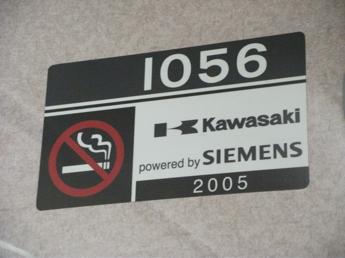 1056
Kawasaki
powered by SIEMENS
2005